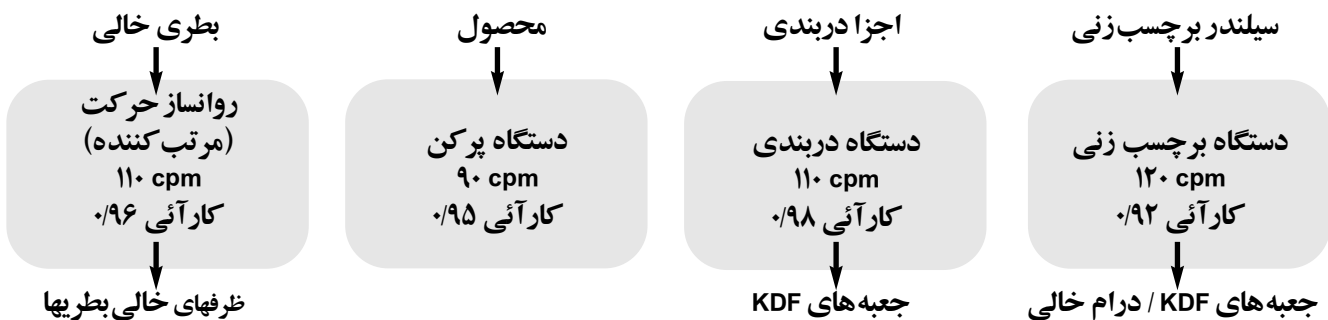 سیلندر برچسب‌زنی
دستگاه برچسب زنی
۱۲۰ cpm
کارآئی ۰/۹۲
جعبه‌های KDF / درام خالی
اجزا دربندی
دستگاه دربندی
۱۱۰ cpm
کارآئی ۰/۹۸
جعبه‌های KDF
محصول
دستگاه پرکن
۹۰ cpm
کارآئی ۰/۹۵
بطری خالی
روانساز حرکت
(مرتب‌کننده)
۱۱۰ cpm
کارآئی ۰/۹۶
ظرفهای خالی بطریها